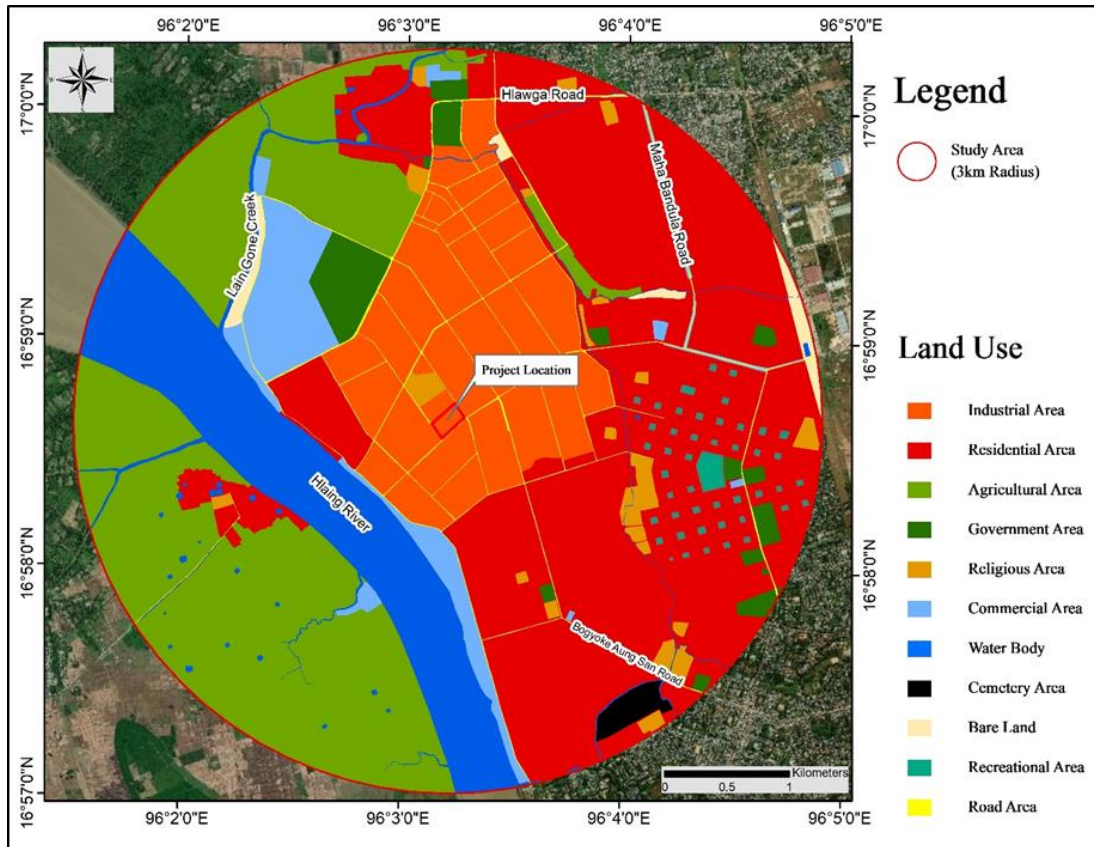 96°2'0"E
96°3'0"E
96°4'0"E
96°5'0"E
17°0'0"N
17°0'0"N
16°59'0"N
16°59'0"N
16°58'0"N
16°58'0"N
16°57'0"N
96°2'0"E
96°3'0"E
96°4'0"E
96°5'0"E
N
Hlawga Road
Maha Bandula Road
Lain Gone Creek
Project Location
Hlaing River
Bogyoke Aung San Road
Kilometers
0
0.5
1
Legend
Study Area
(3km Radius)
Land Use
Industrial Area
Residential Area
Agricultural Area
Government Area
Religious Area
Commercial Area
Water Body
Cemetery Area
Bare Land
Recreational Area
Road Area